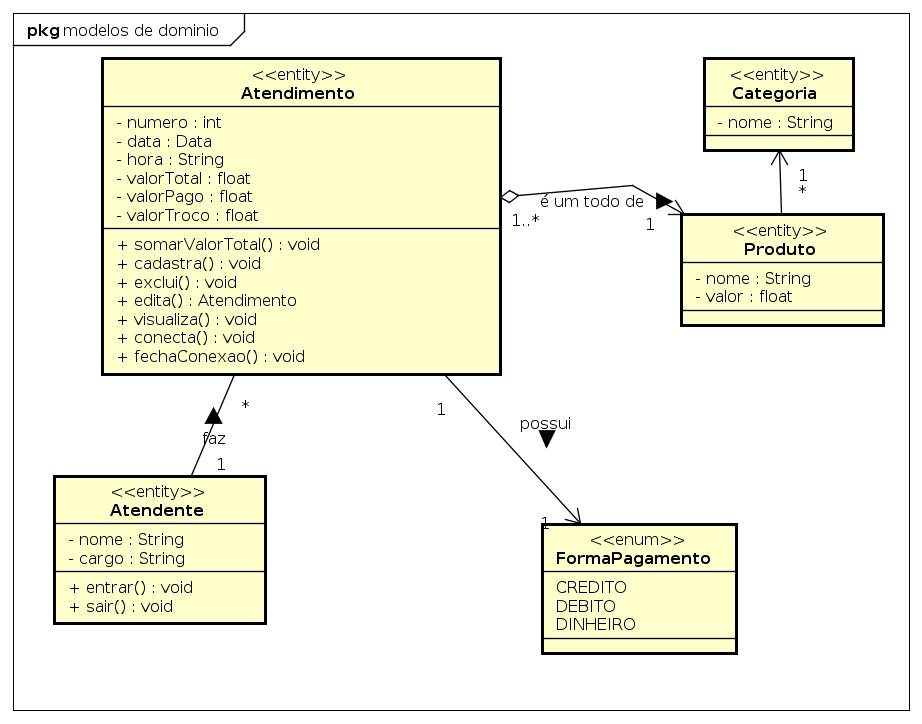 pkg modelos de dominio
<<entity>>
Atendimento
- numero : int
- data : Data
- hora : String
- valorTotal : float
- valorPago : float
- valorTroco : float
+ somarValorTotal() : void
+ cadastra() : void
+ exclui() : void
+ edita() : Atendimento
+ visualiza() : void
+ conecta() : void
+ fechaConexao() : void
<<entity>>
Categoria
- nome : String
1
*
é um todo de
1..*
1
<<entity>>
Produto
- nome : String
- valor : float
*
faz
1
1
possui
1
<<entity>>
Atendente
- nome : String
- cargo : String
+ entrar() : void
+ sair() : void
<<enum>>
FormaPagamento
CREDITO
DEBITO
DINHEIRO